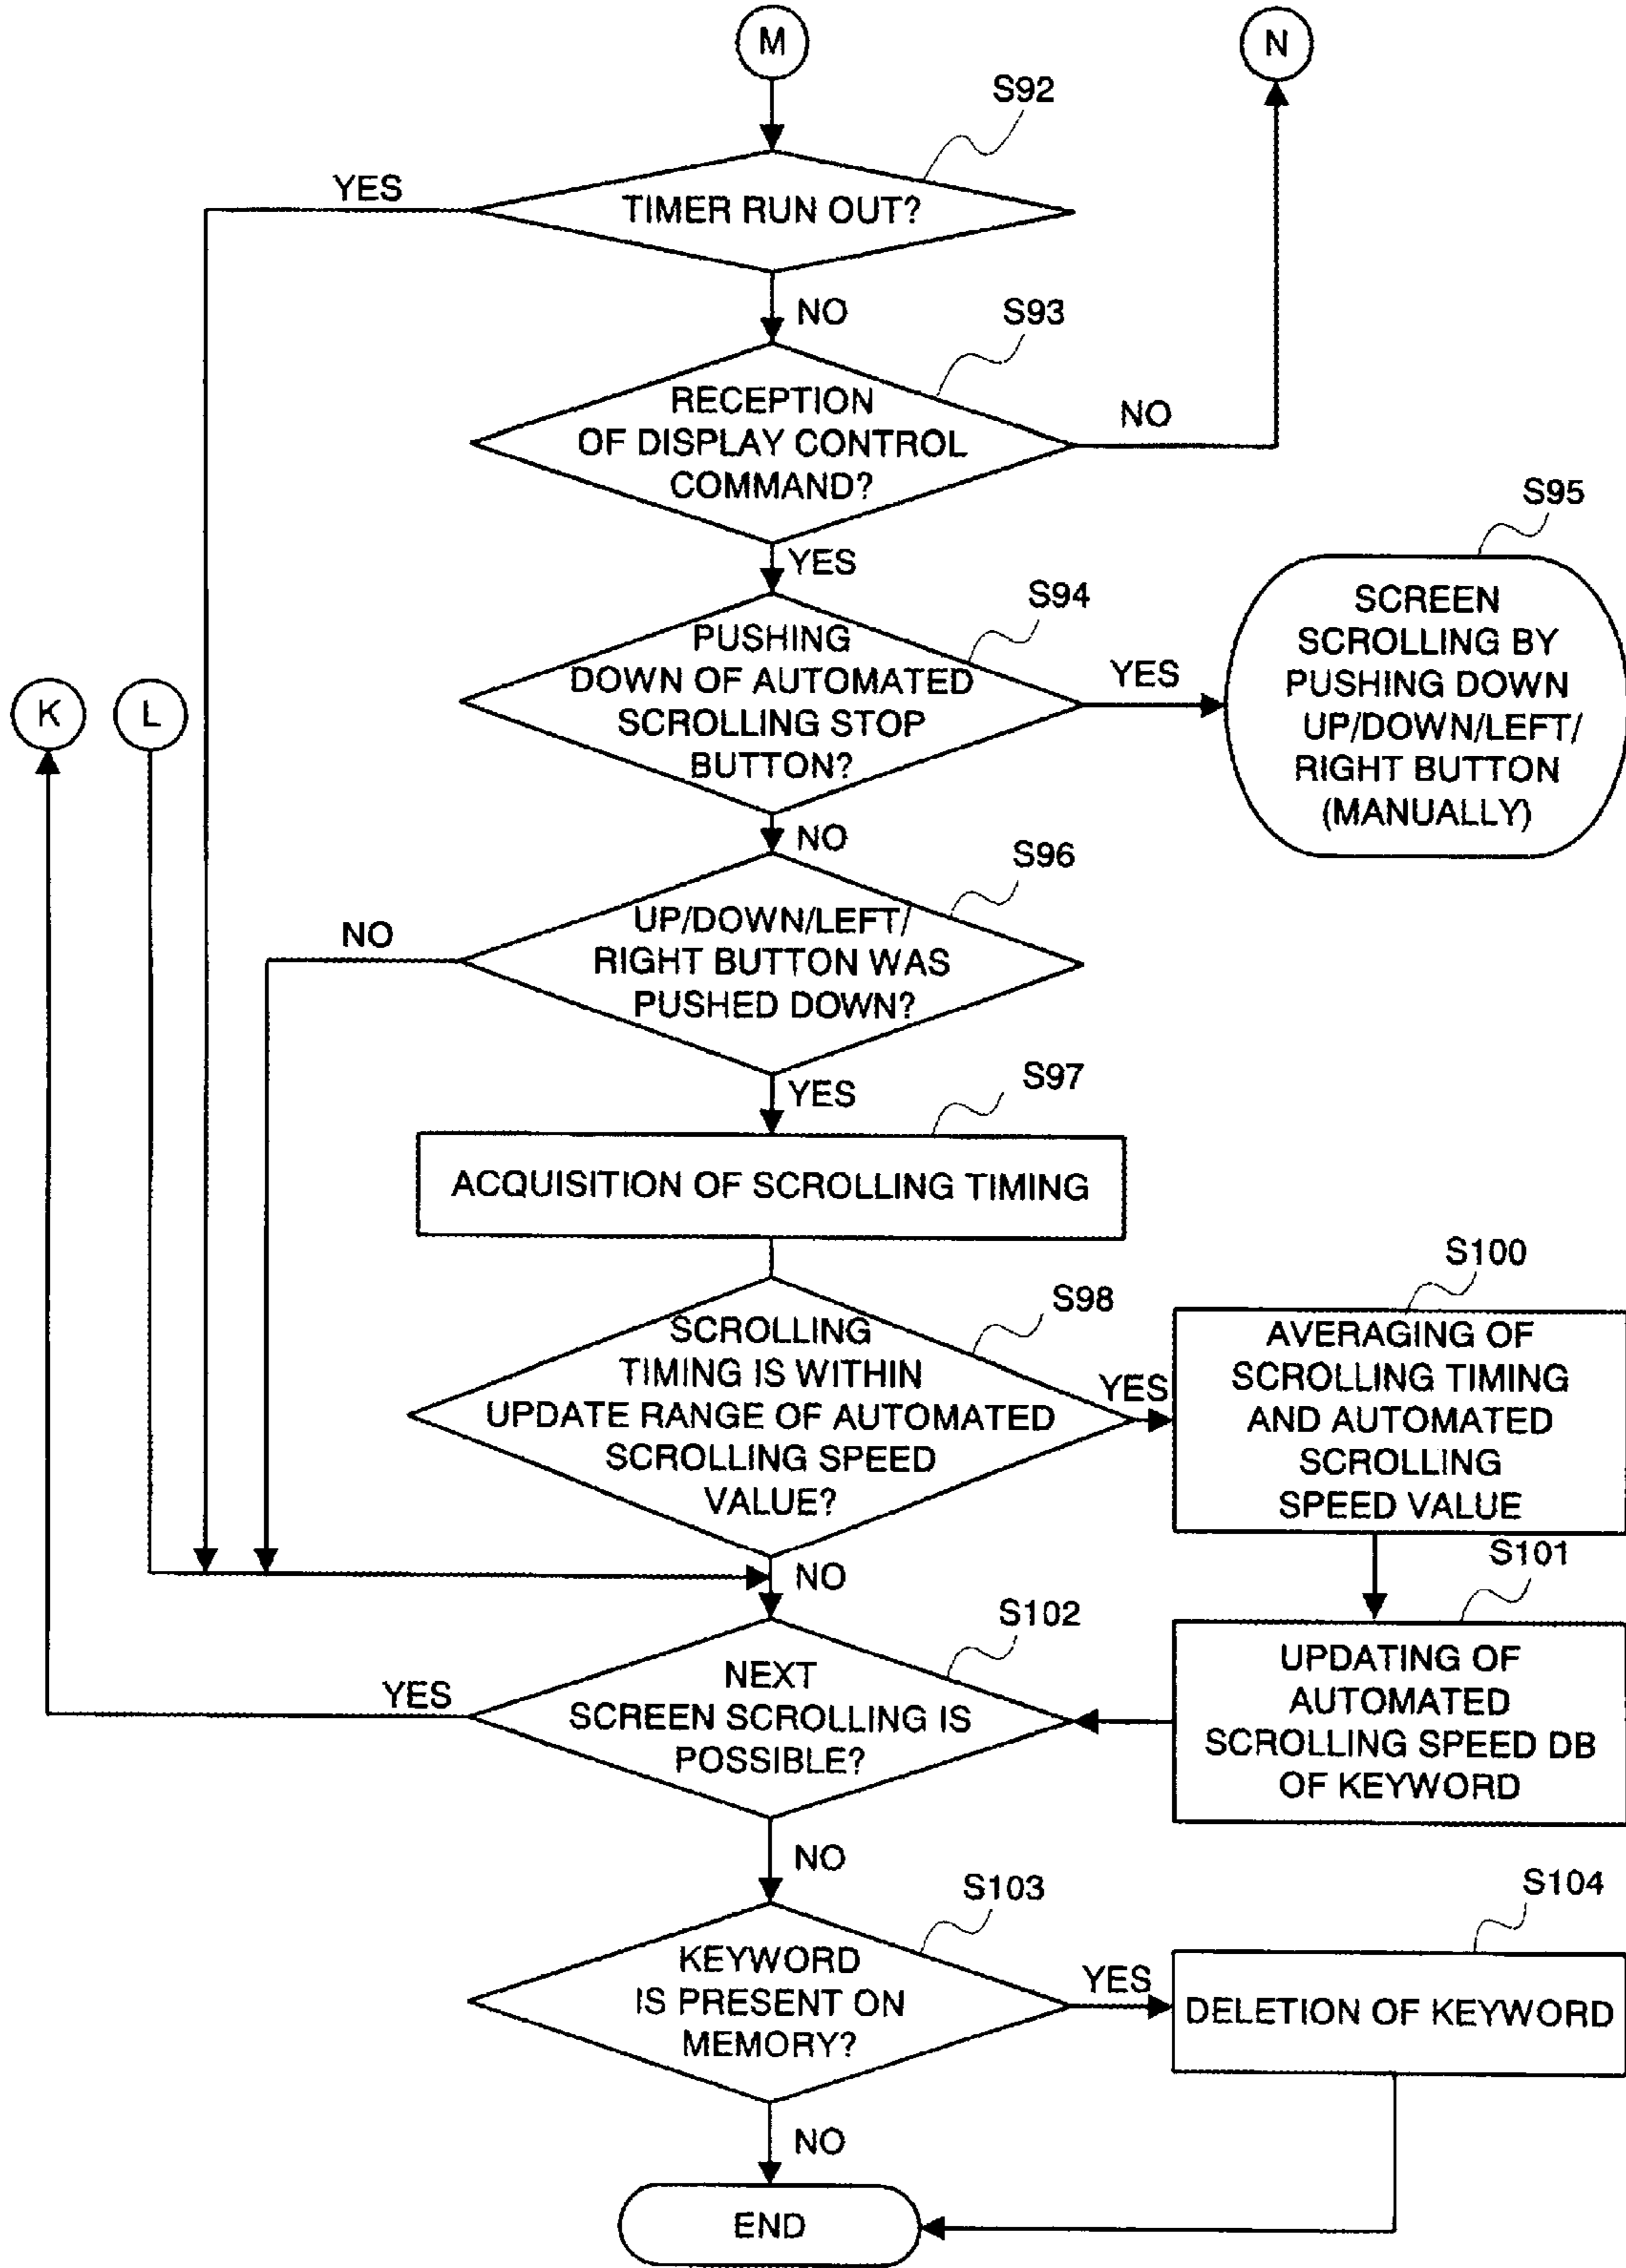 M
N
S92
YES
TIMER RUN OUT?
NO
S93
RECEPTION
OF DISPLAY CONTROL
COMMAND?
NO
YES
S94
PUSHING
DOWN OF AUTOMATED
SCROLLING STOP
BUTTON?
YES
S95
SCREEN
SCROLLING BY
PUSHING DOWN
UP/DOWN/LEFT/
RIGHT BUTTON
(MANUALLY)
K
L
NO
S96
UP/DOWN/LEFT/
RIGHT BUTTON WAS
PUSHED DOWN?
NO
YES
S97
ACQUISITION OF SCROLLING TIMING
S98
SCROLLING
TIMING IS WITHIN
UPDATE RANGE OF AUTOMATED
SCROLLING SPEED
VALUE?
YES
S100
AVERAGING OF
SCROLLING TIMING
AND AUTOMATED
SCROLLING
SPEED VALUE
NO
S101
UPDATING OF
AUTOMATED
SCROLLING SPEED DB
OF KEYWORD
S102
NEXT
SCREEN SCROLLING IS
POSSIBLE?
YES
NO
S103
KEYWORD
IS PRESENT ON
MEMORY?
YES
S104
DELETION OF KEYWORD
NO
END